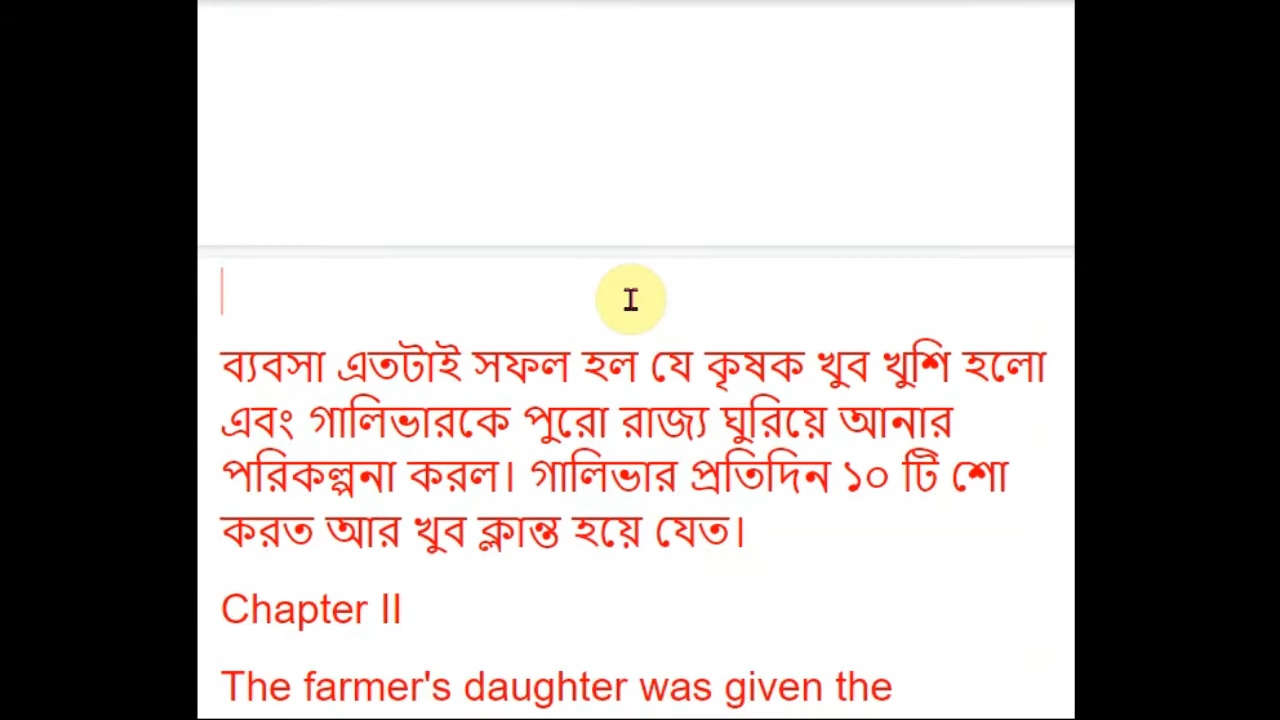 ব্যবসা এতটাই সফল হল যে কৃষক খুব খুশি হলো
এবং গালিভারকে পুরো রাজ্য ঘুরিয়ে আনার
পরিকল্পনা করল। গালিভার প্রতিদিন ১০ টি শো
করত আর খুব ক্লান্ত হয়ে যেত।
Chapter II
The farmer's daughter was given the